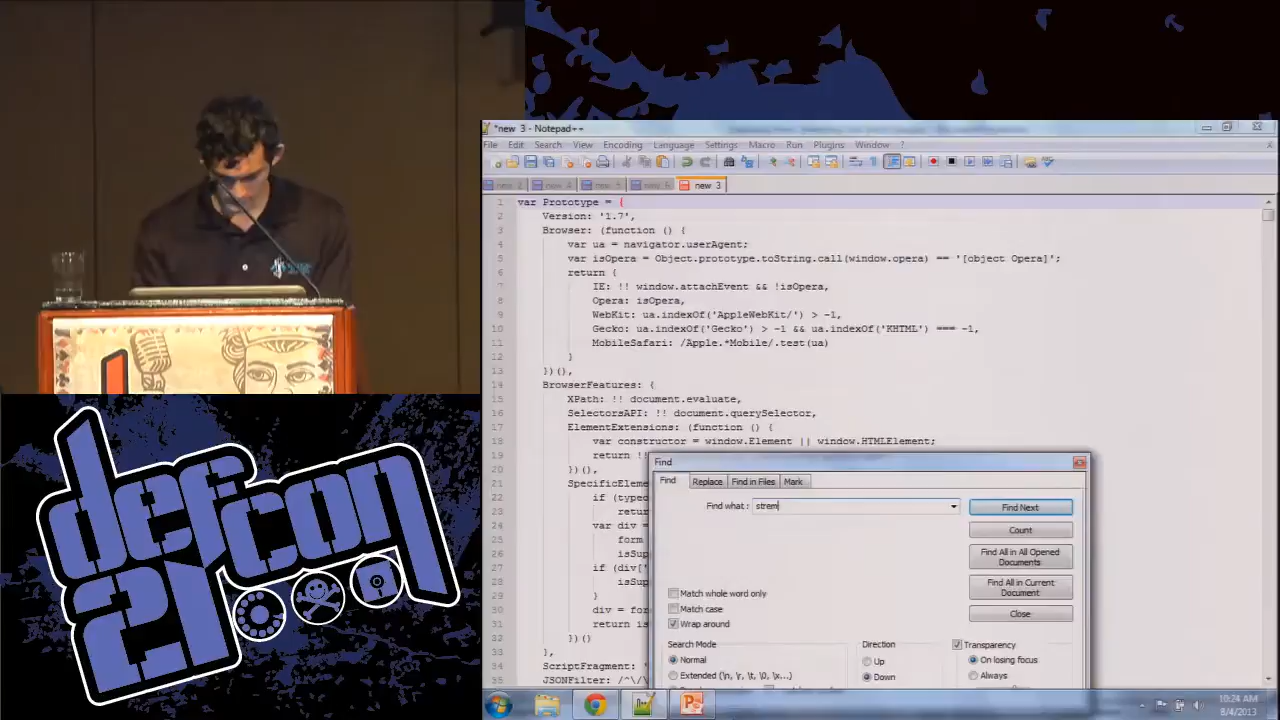 *new 3 - Notepad++
File Edit Search View Encoding Language Settings Macro Run Plugins Window ?
new 2 new 4 new 5 new 6 new 3
1 var Prototype = {
2 Version: '1.7',
3 Browser: (function () {
4 var ua = navigator.userAgent;
5 var isOpera = Object.prototype.toString.call(window.opera) == '[object Opera]';
6 return {
7 IE: !! window.attachEvent && !isOpera,
8 Opera: isOpera,
9 WebKit: ua.indexOf('AppleWebKit/') > -1,
10 Gecko: ua.indexOf('Gecko') > -1 && ua.indexOf('KHTML') === -1,
11 MobileSafari: /Apple.*Mobile/.test(ua)
12 }
13 })(),
14 BrowserFeatures: {
15 XPath: !! document.evaluate,
16 SelectorsAPI: !! document.querySelector,
17 ElementExtensions: (function () {
18 var constructor = window.Element || window.HTMLElement;
19 return !
20 })(),
21 SpecificEleme
22 if (typeo
23 retur
24 var div =
25 form
26 isSup
27 if (div['
28 isSup
29 }
30 div = for
31 return is
32 })()
33 },
34 ScriptFragment: '
35 JSONFilter: /^\/
Find
Find Replace Find in Files Mark
Find what : strem
Find Next
Count
Find All in All Opened
Documents
Find All in Current
Document
Close
Match whole word only
Match case
Wrap around
Search Mode
Normal
Extended (\n, \r, \t, \0, \x...)
Direction
Up
Down
Transparency
On losing focus
Always
10:24 AM
8/4/2013
defcon
21